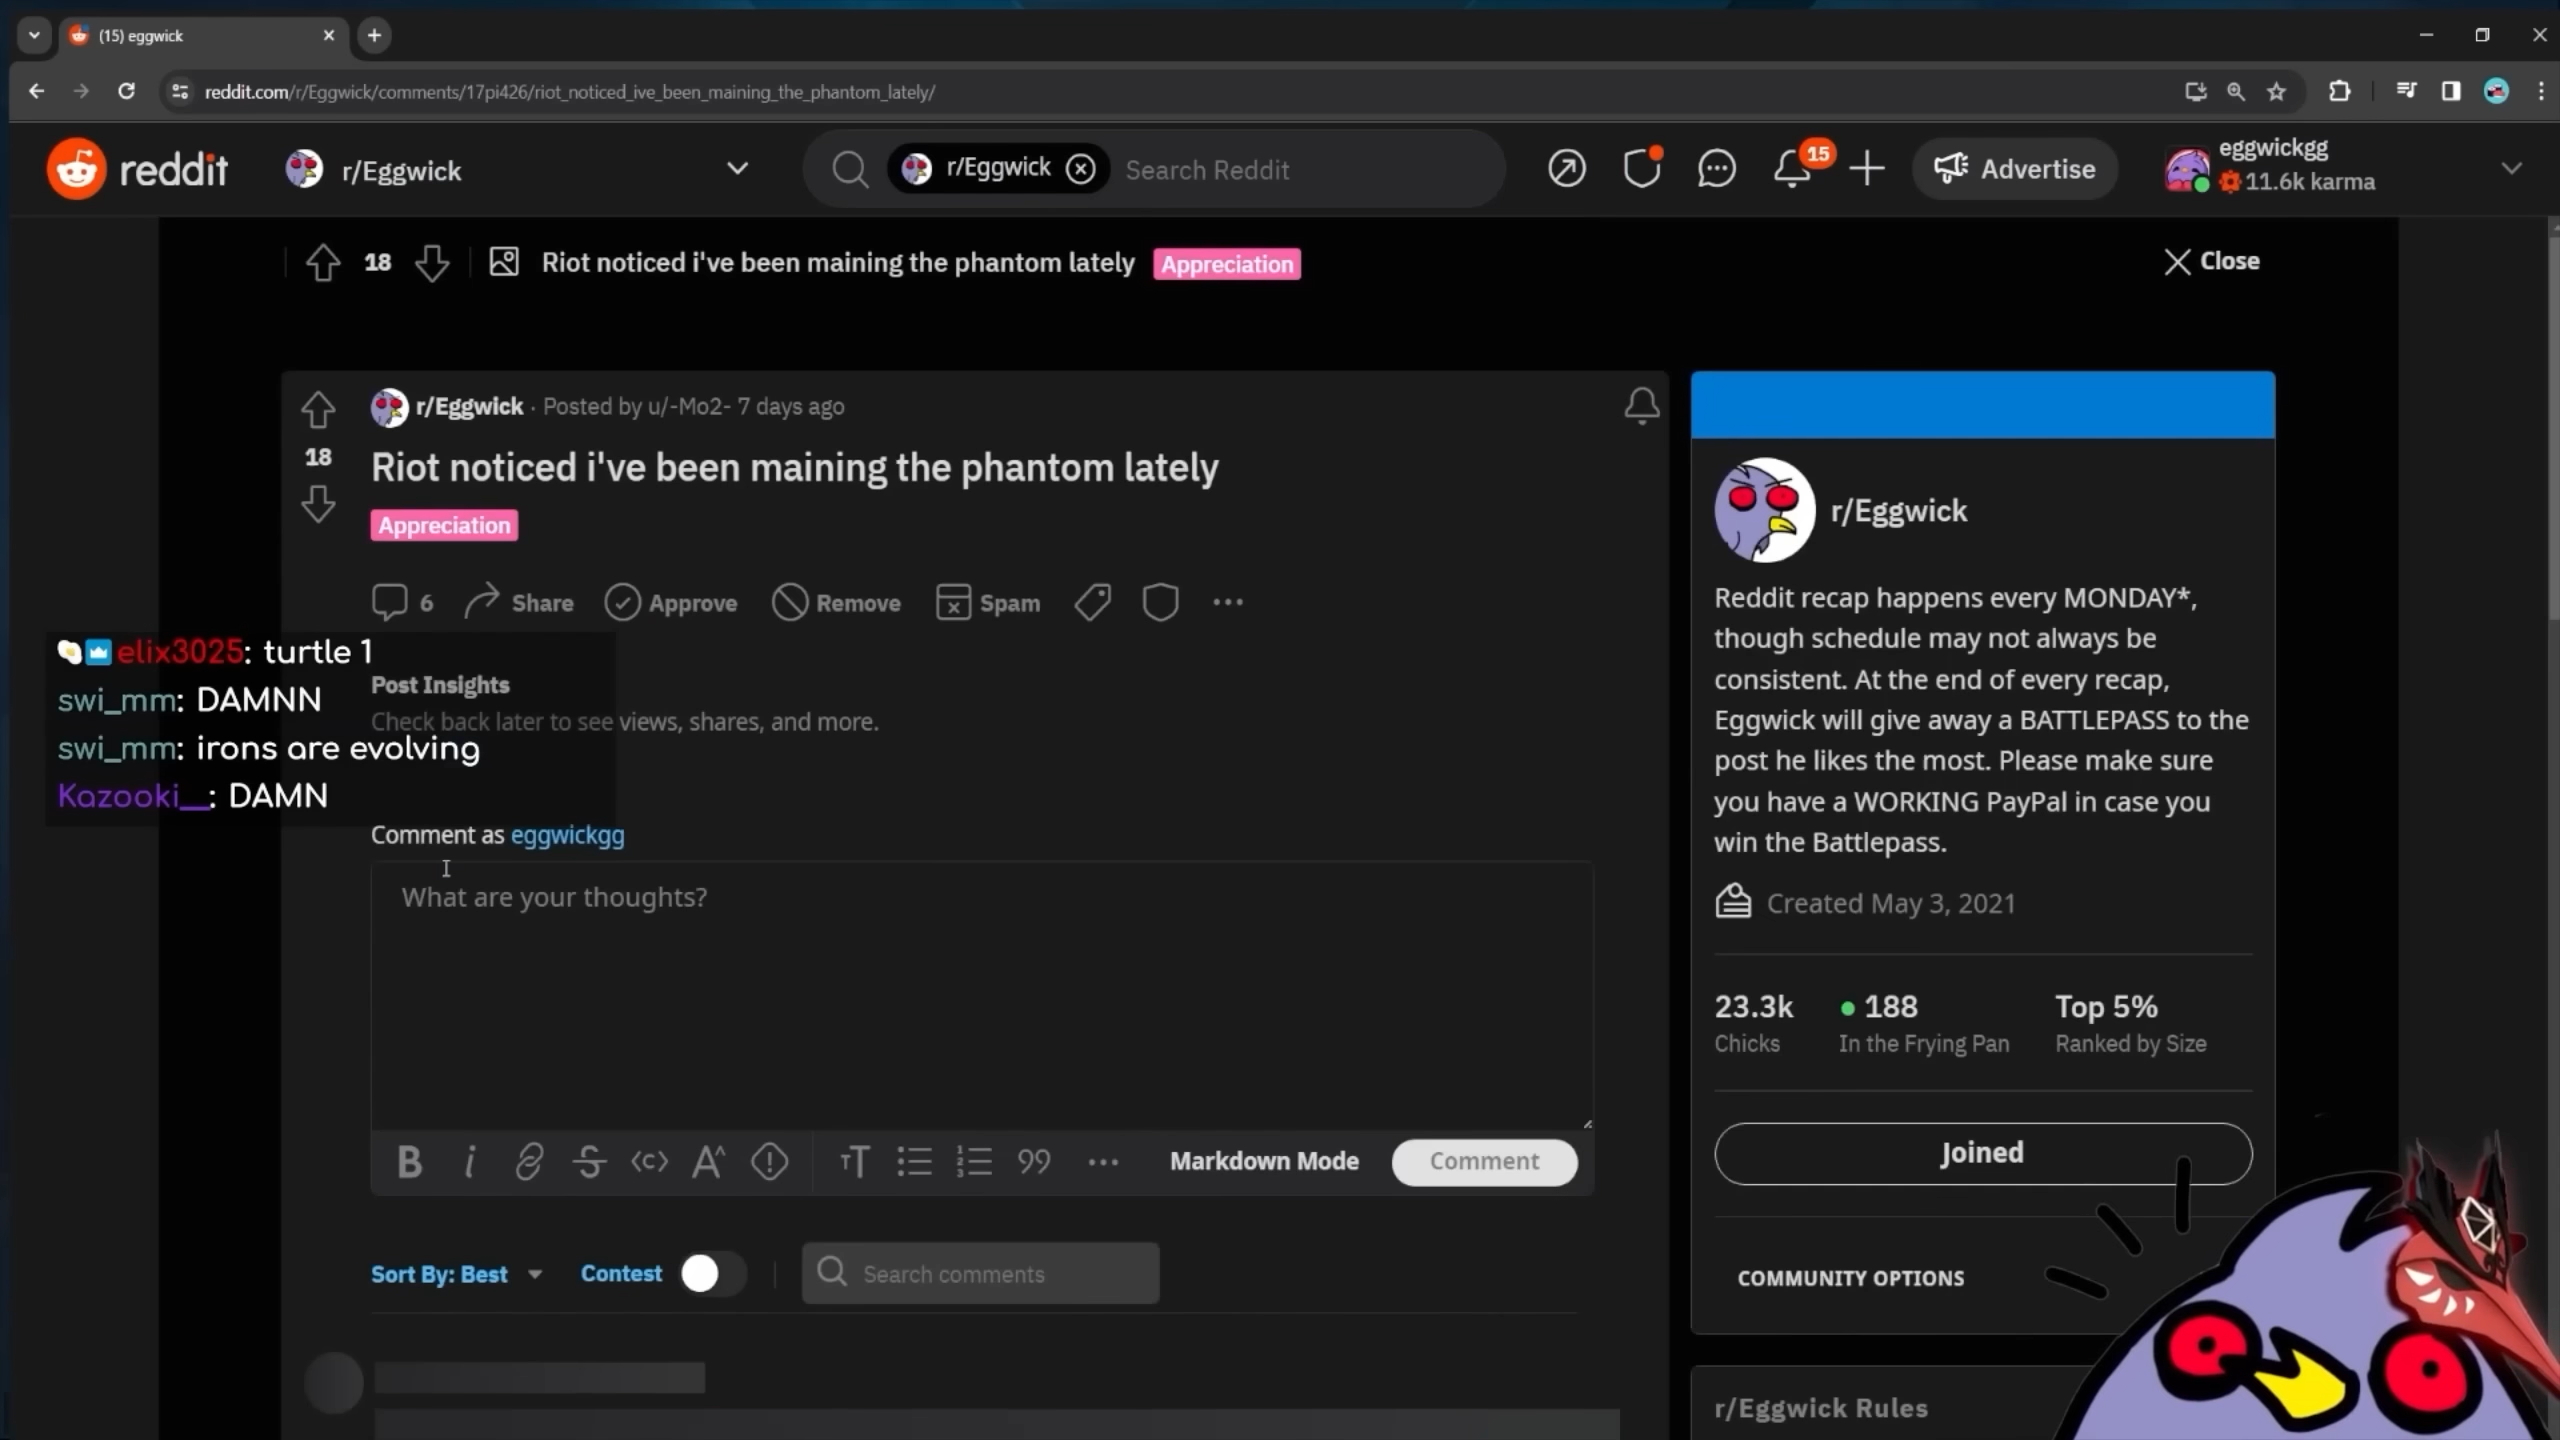 (15) eggwick
reddit.com/r/Eggwick/comments/17pi426/riot_noticed_ive_been_maining_the_phantom_lately/
reddit
r/Eggwick
r/Eggwick
Search Reddit
15
Advertise
eggwickgg
11.6k karma
18
Riot noticed i've been maining the phantom lately
Appreciation
Close
r/Eggwick · Posted by u/-Mo2- 7 days ago
18
Riot noticed i've been maining the phantom lately
Appreciation
6
Share
Approve
Remove
Spam
elix3025: turtle 1
swi_mm: DAMNN
swi_mm: irons are evolving
Kazooki__: DAMN
Post Insights
Check back later to see views, shares, and more.
Comment as eggwickgg
What are your thoughts?
Markdown Mode
Comment
Sort By: Best
Contest
Search comments
r/Eggwick
Reddit recap happens every MONDAY*,
though schedule may not always be
consistent. At the end of every recap,
Eggwick will give away a BATTLEPASS to the
post he likes the most. Please make sure
you have a WORKING PayPal in case you
win the Battlepass.
Created May 3, 2021
23.3k
Chicks
188
In the Frying Pan
Top 5%
Ranked by Size
Joined
COMMUNITY OPTIONS
r/Eggwick Rules